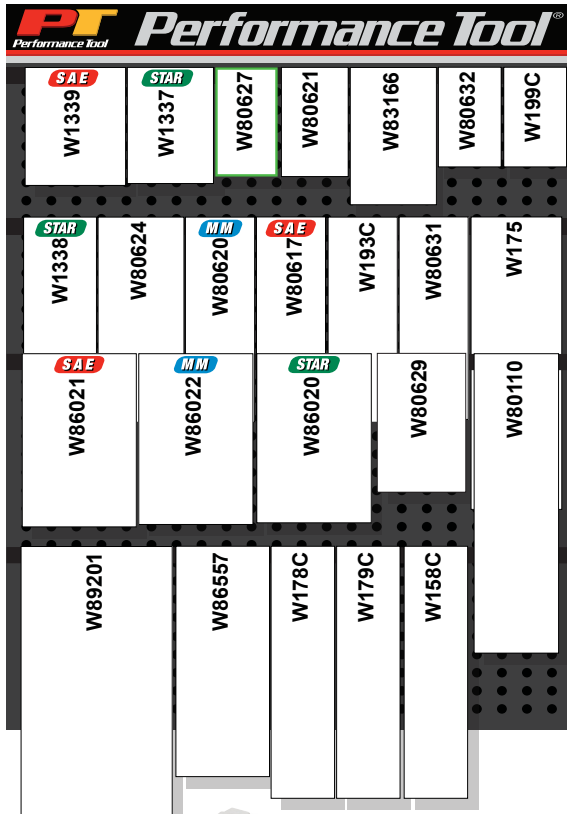 PT Performance Tool®
Performance Tool
SAE
W1339
STAR
W1337
W80627
W80621
W83166
W80632
W199C
STAR
W1338
W80624
MM
W80620
SAE
W80617
W193C
W80631
W175
SAE
W86021
MM
W86022
STAR
W86020
W80629
W80110
W89201
W86557
W178C
W179C
W158C